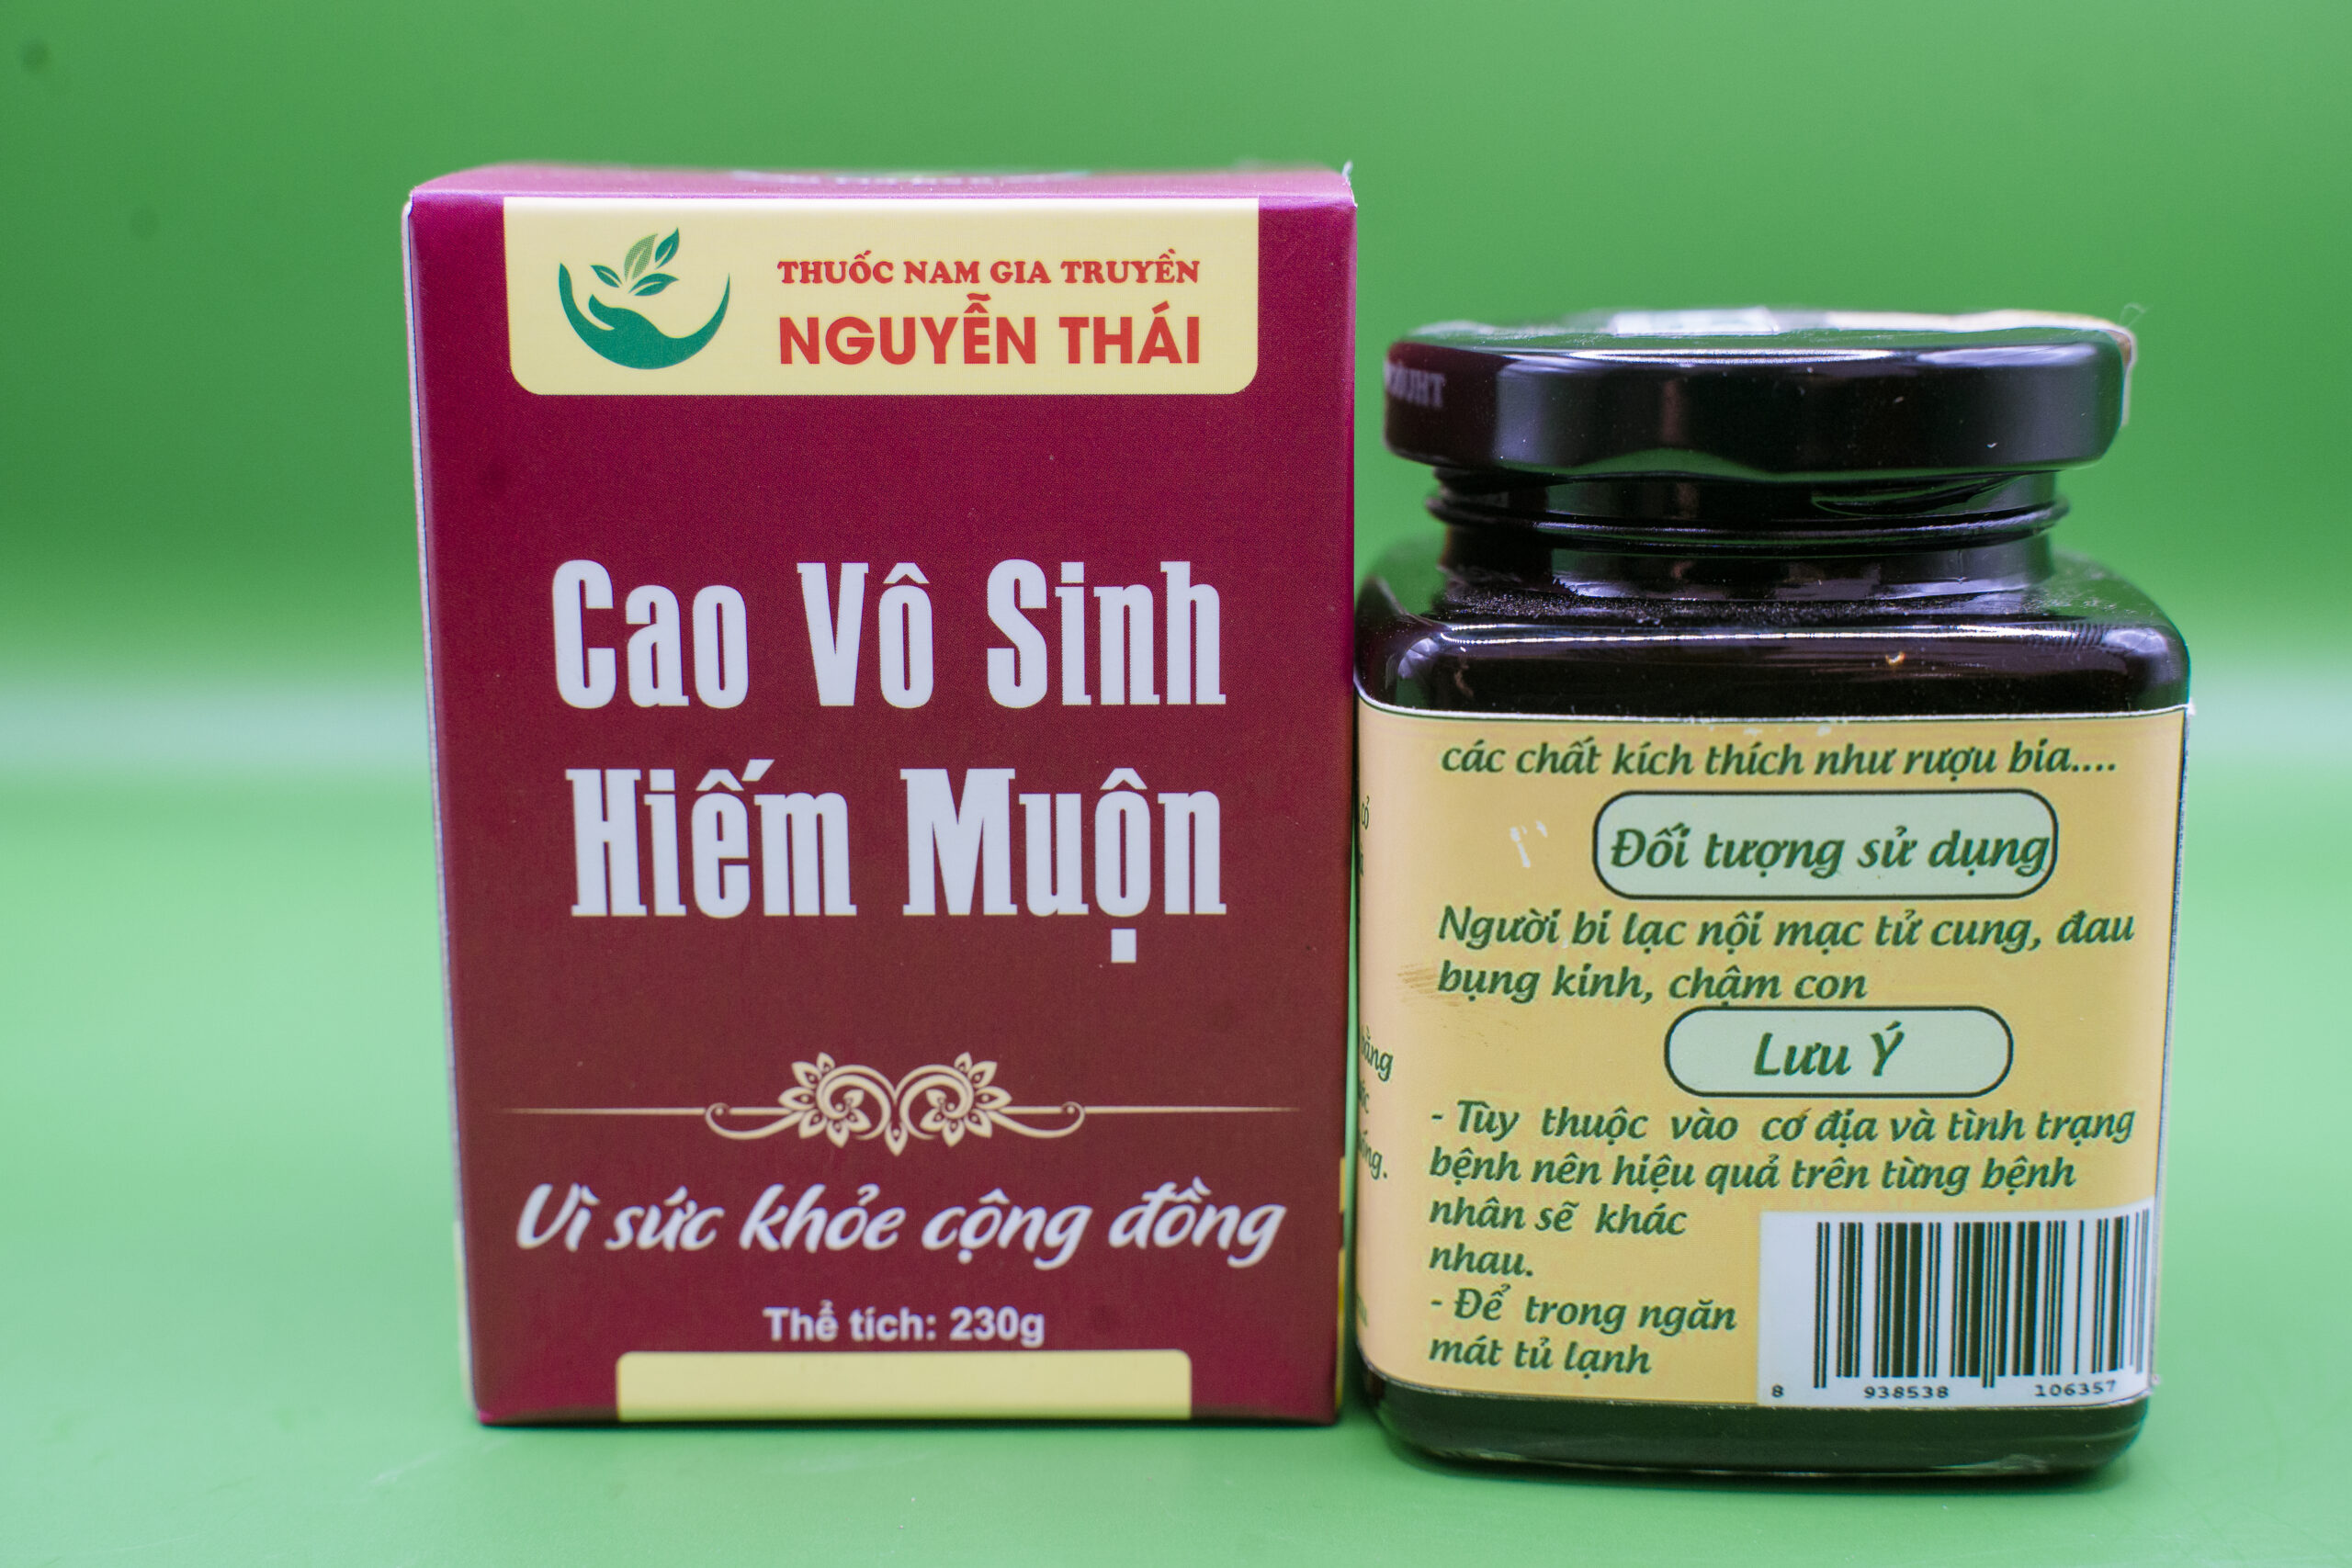 THUỐC NAM GIA TRUYỀN
NGUYỄN THÁI
Cao Vô Sinh
Hiếm Muộn
Vì sức khỏe cộng đồng
Thể tích: 230g
các chất kích thích như rượu bia....
Đối tượng sử dụng
Người bi lạc nội mạc tử cung, đau
bụng kinh, chậm con
Lưu Ý
- Tùy thuộc vào cơ địa và tình trạng
bệnh nên hiệu quả trên từng bệnh
nhân sẽ khác
nhau.
- Để trong ngăn
mát tủ lạnh
8 938538 106357